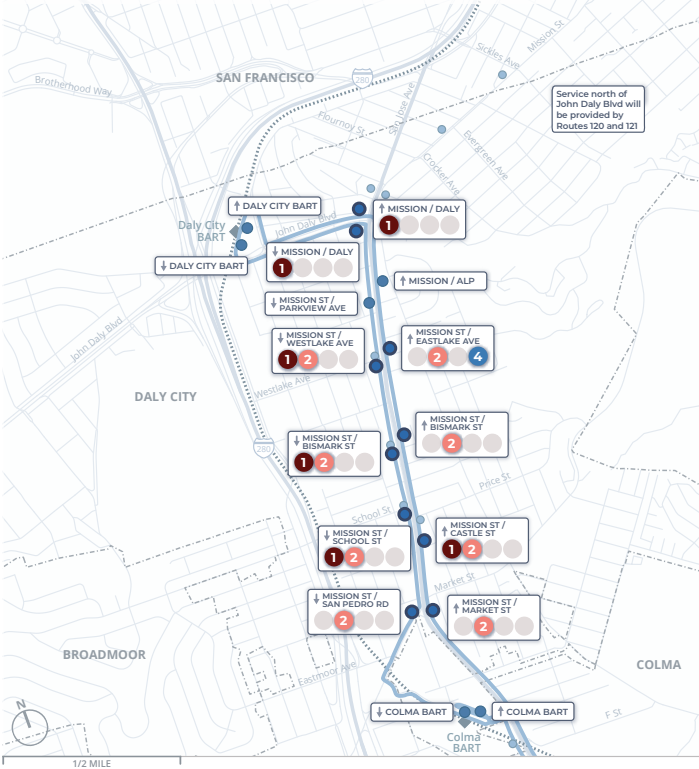 Mission St
Sickles Ave
SAN FRANCISCO
280
Brotherhood Way
San Jose Ave
Service north of
John Daly Blvd will
be provided by
Routes 120 and 121
Flournoy St
Evergreen Ave
Crocker Ave
↑ DALY CITY BART
↑ MISSION / DALY
1
Daly City
BART
John Daly Blvd
↓ MISSION / DALY
1
↓ DALY CITY BART
↑ MISSION / ALP
↓ MISSION ST /
PARKVIEW AVE
John Daly Blvd
↓ MISSION ST /
WESTLAKE AVE
1 2
↑ MISSION ST /
EASTLAKE AVE
2 4
Westlake Ave
DALY CITY
↑ MISSION ST /
BISMARK ST
2
↓ MISSION ST /
BISMARK ST
1 2
280
Price St
School St
↓ MISSION ST /
SCHOOL ST
1 2
↑ MISSION ST /
CASTLE ST
1 2
Market St
↓ MISSION ST /
SAN PEDRO RD
2
↑ MISSION ST /
MARKET ST
2
BROADMOOR
COLMA
Eastmoor Ave
↓ COLMA BART
↑ COLMA BART
F St
Colma
BART
N
1/2 MILE